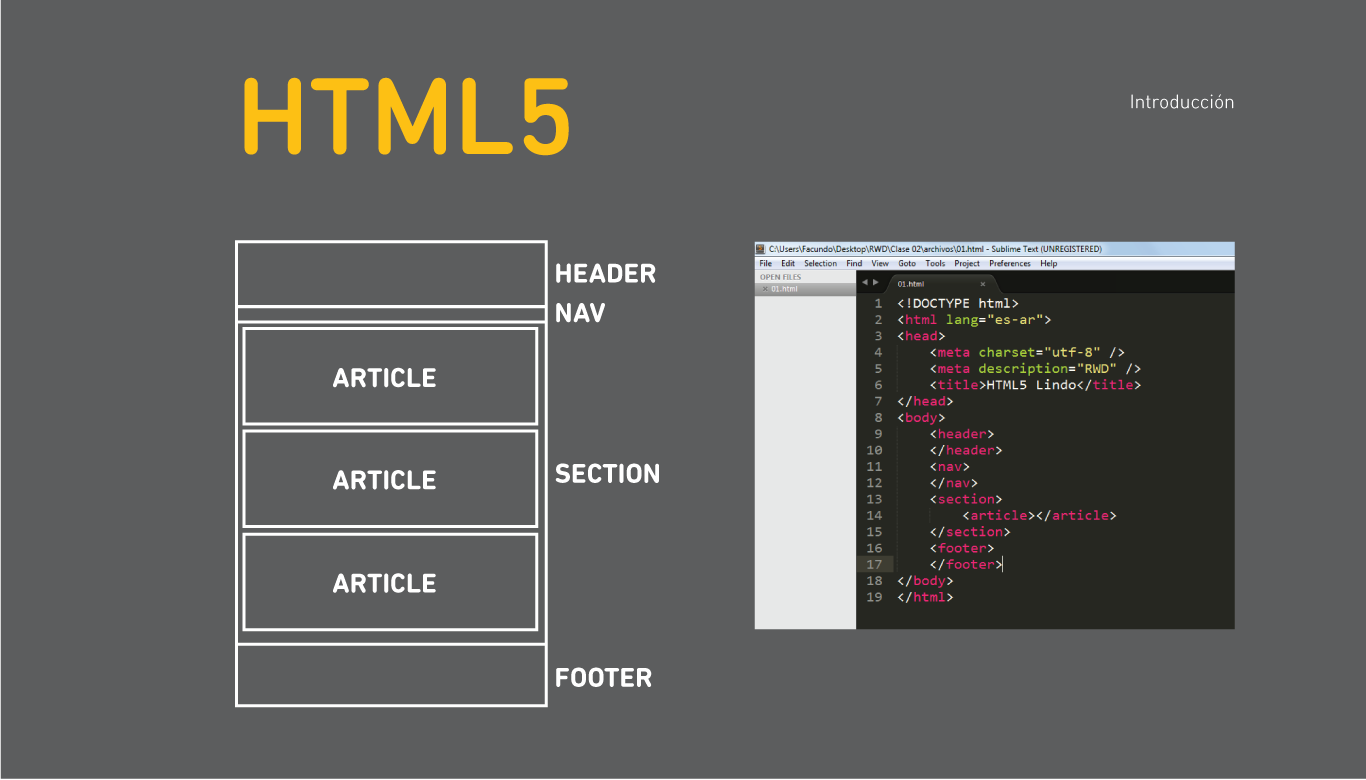 HTML5
Introducción
HEADER
NAV
ARTICLE
ARTICLE
SECTION
ARTICLE
FOOTER
C:\Users\Facundo\Desktop\RWD\Clase 02\archivos\01.html - Sublime Text (UNREGISTERED)
File Edit Selection Find View Goto Tools Project Preferences Help
OPEN FILES
× 01.html
01.html ×
1 <!DOCTYPE html>
2 <html lang="es-ar">
3 <head>
4 <meta charset="utf-8" />
5 <meta description="RWD" />
6 <title>HTML5 Lindo</title>
7 </head>
8 <body>
9 <header>
10 </header>
11 <nav>
12 </nav>
13 <section>
14 <article></article>
15 </section>
16 <footer>
17 </footer>
18 </body>
19 </html>